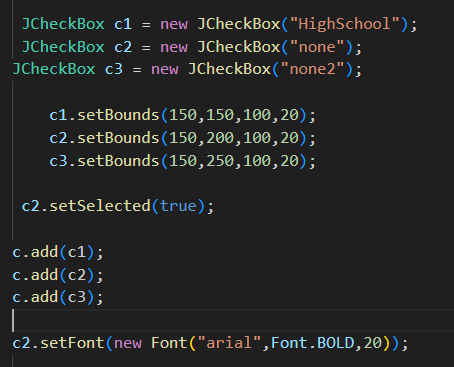 JCheckBox c1 = new JCheckBox("HighSchool");
JCheckBox c2 = new JCheckBox("none");
JCheckBox c3 = new JCheckBox("none2");
c1.setBounds(150,150,100,20);
c2.setBounds(150,200,100,20);
c3.setBounds(150,250,100,20);
c2.setSelected(true);
c.add(c1);
c.add(c2);
c.add(c3);
c2.setFont(new Font("arial",Font.BOLD,20));